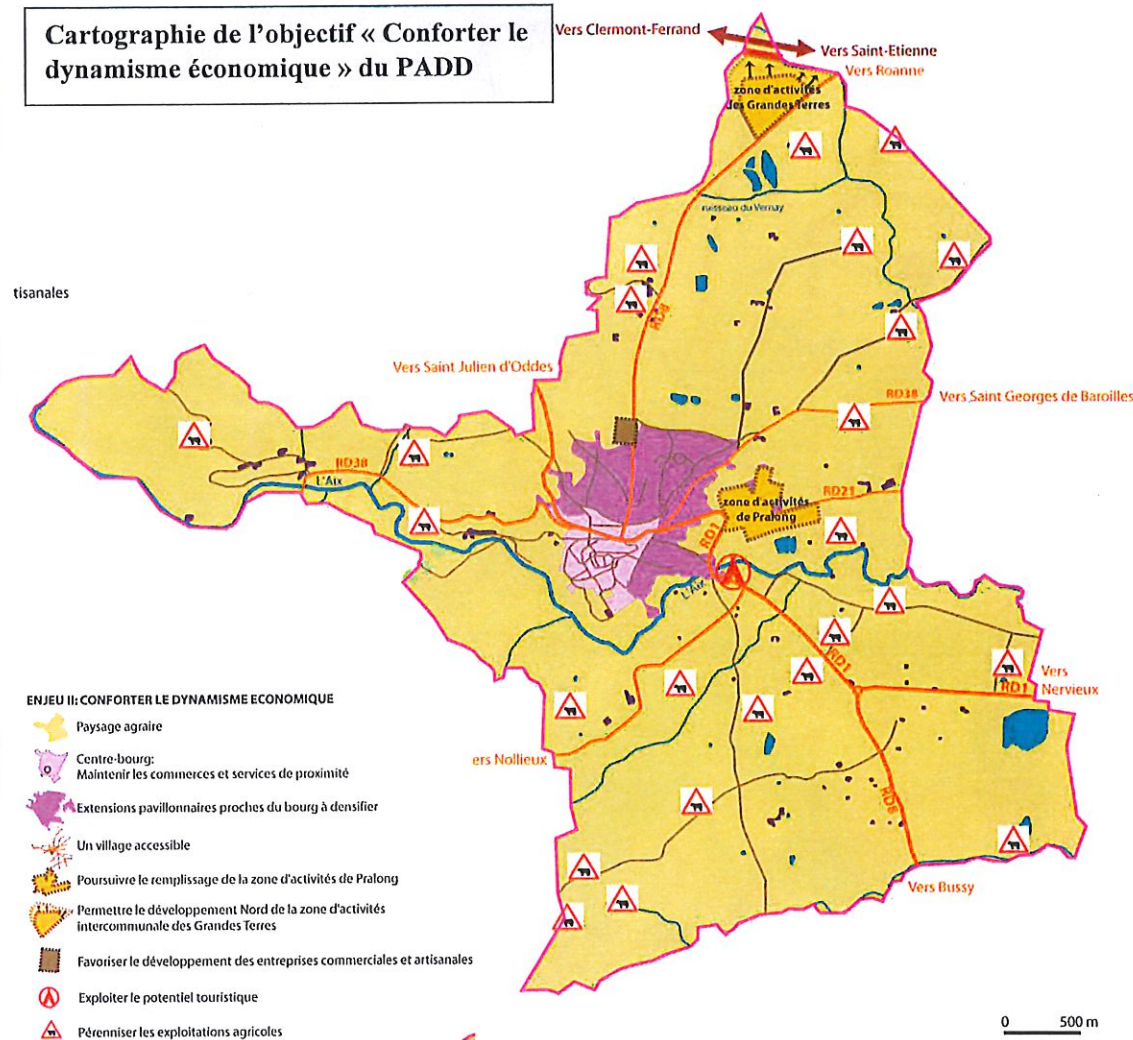 Cartographie de l'objectif « Conforter le
dynamisme économique » du PADD
Vers Clermont-Ferrand
Vers Saint-Etienne
Vers Roanne
zone d'activités
des Grandes Terres
ruisseau du Vernay
tisanales
RD8
Vers Saint Julien d'Oddes
RD38
Vers Saint Georges de Baroilles
RD38
L'Aix
zone d'activités
de Pralong
RD21
RD1
L'Aix
RD1
Vers
Nervieux
RD1
ers Nollieux
RD8
Vers Bussy
ENJEU II: CONFORTER LE DYNAMISME ECONOMIQUE
Paysage agraire
Centre-bourg:
Maintenir les commerces et services de proximité
Extensions pavillonnaires proches du bourg à densifier
Un village accessible
Poursuivre le remplissage de la zone d'activités de Pralong
Permettre le développement Nord de la zone d'activités
intercommunale des Grandes Terres
Favoriser le développement des entreprises commerciales et artisanales
Exploiter le potentiel touristique
Pérenniser les exploitations agricoles
0 500 m